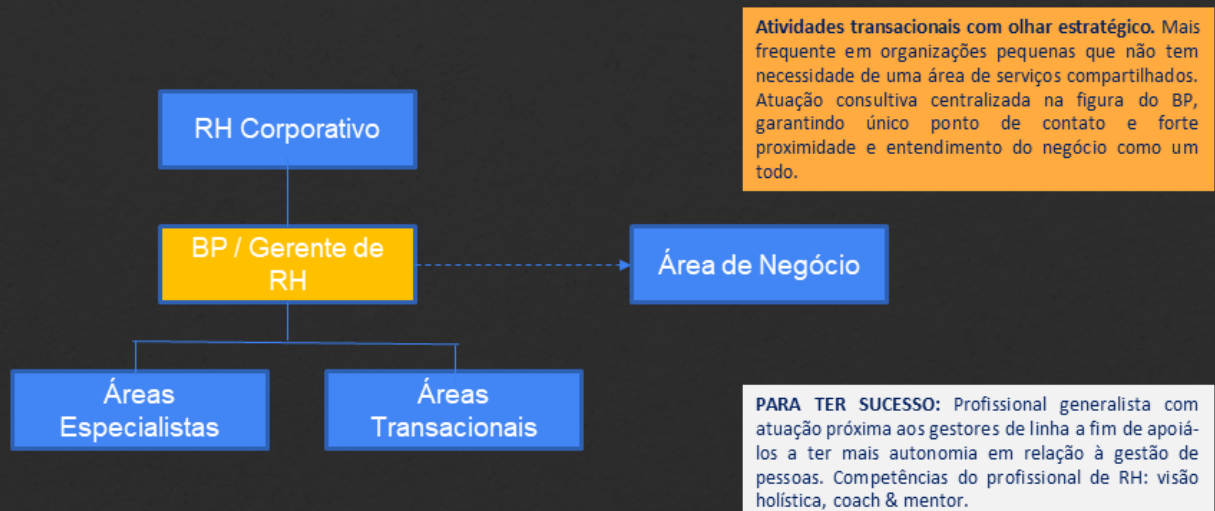 Atividades transacionais com olhar estratégico. Mais
frequente em organizações pequenas que não tem
necessidade de uma área de serviços compartilhados.
Atuação consultiva centralizada na figura do BP,
garantindo único ponto de contato e forte
proximidade e entendimento do negócio como um
todo.
RH Corporativo
BP / Gerente de
RH
Área de Negócio
Áreas
Especialistas
Áreas
Transacionais
PARA TER SUCESSO: Profissional generalista com
atuação próxima aos gestores de linha a fim de apoiá-
los a ter mais autonomia em relação à gestão de
pessoas. Competências do profissional de RH: visão
holística, coach & mentor.